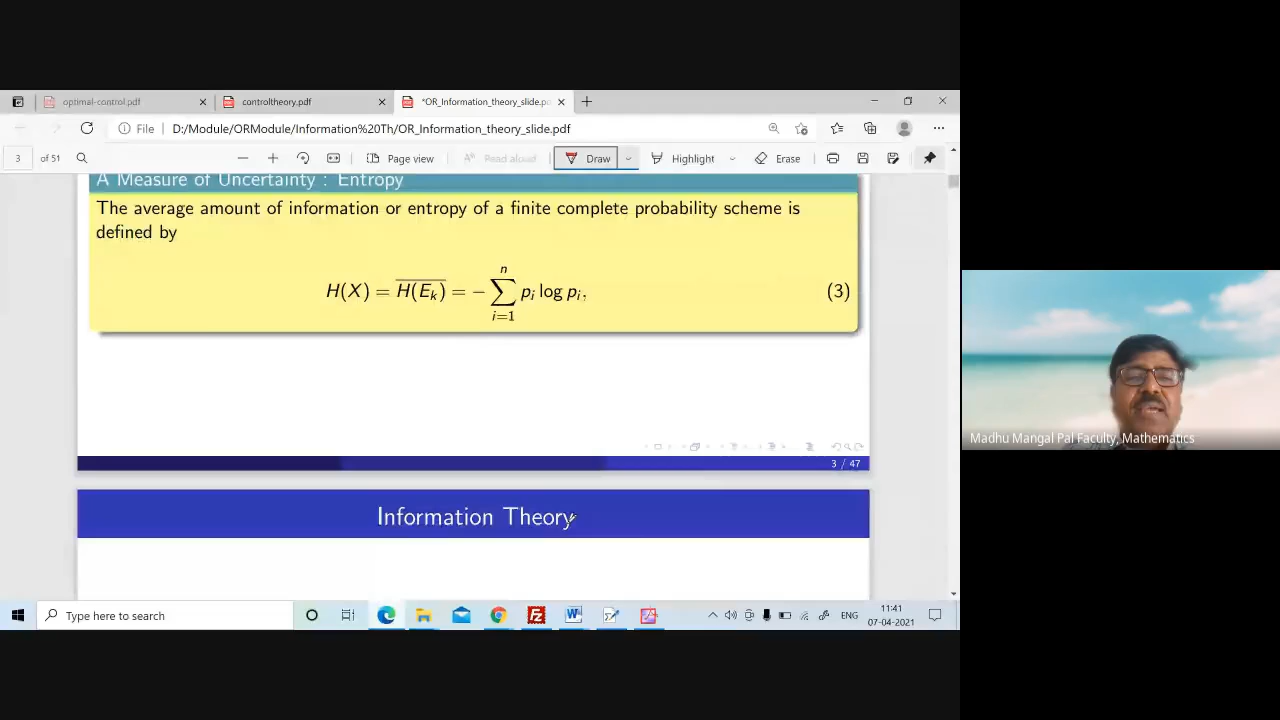 optimal-control.pdf
controltheory.pdf
*OR_Information_theory_slide.po
File D:/Module/ORModule/Information%20Th/OR_Information_theory_slide.pdf
3 of 51 Page view Read aloud Draw Highlight Erase
A Measure of Uncertainty : Entropy
The average amount of information or entropy of a finite complete probability scheme is
defined by
H(X) = \overline{H(E_k)} = − \sum_{i=1}^{n} p_i log p_i, (3)
3 / 47
Information Theory
Madhu Mangal Pal Faculty, Mathematics
Type here to search
ENG
11:41
07-04-2021